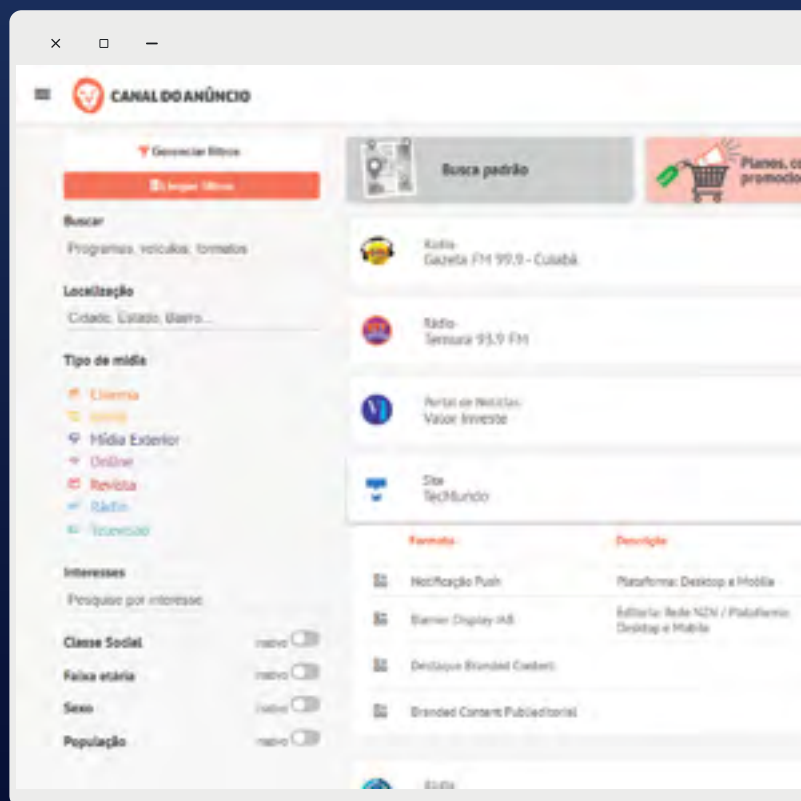 CANAL DO ANÚNCIO
Gerenciar filtros
Limpar filtros
Buscar
Programas, veículos, formatos
Localização
Cidade, Estado, Bairro...
Tipo de mídia
Cinema
Mídia Exterior
Online
Revista
Rádio
Televisão
Interesses
Pesquise por interesse
Classe Social
inativo
Faixa etária
inativo
Sexo
inativo
População
inativo
Busca padrão
Planos, co
promocio
Rádio
Gazeta FM 99.9 - Cuiabá
Rádio
Ternura 93.9 FM
Portal de Notícias
Valor Investe
Site
TecMundo
Formato
Descrição
Notificação Push
Plataforma: Desktop e Mobile
Banner Display IAB
Editoria: Rede NZN / Plataforma:
Desktop e Mobile
Destaque Branded Content
Branded Content Publieditorial
Rádio